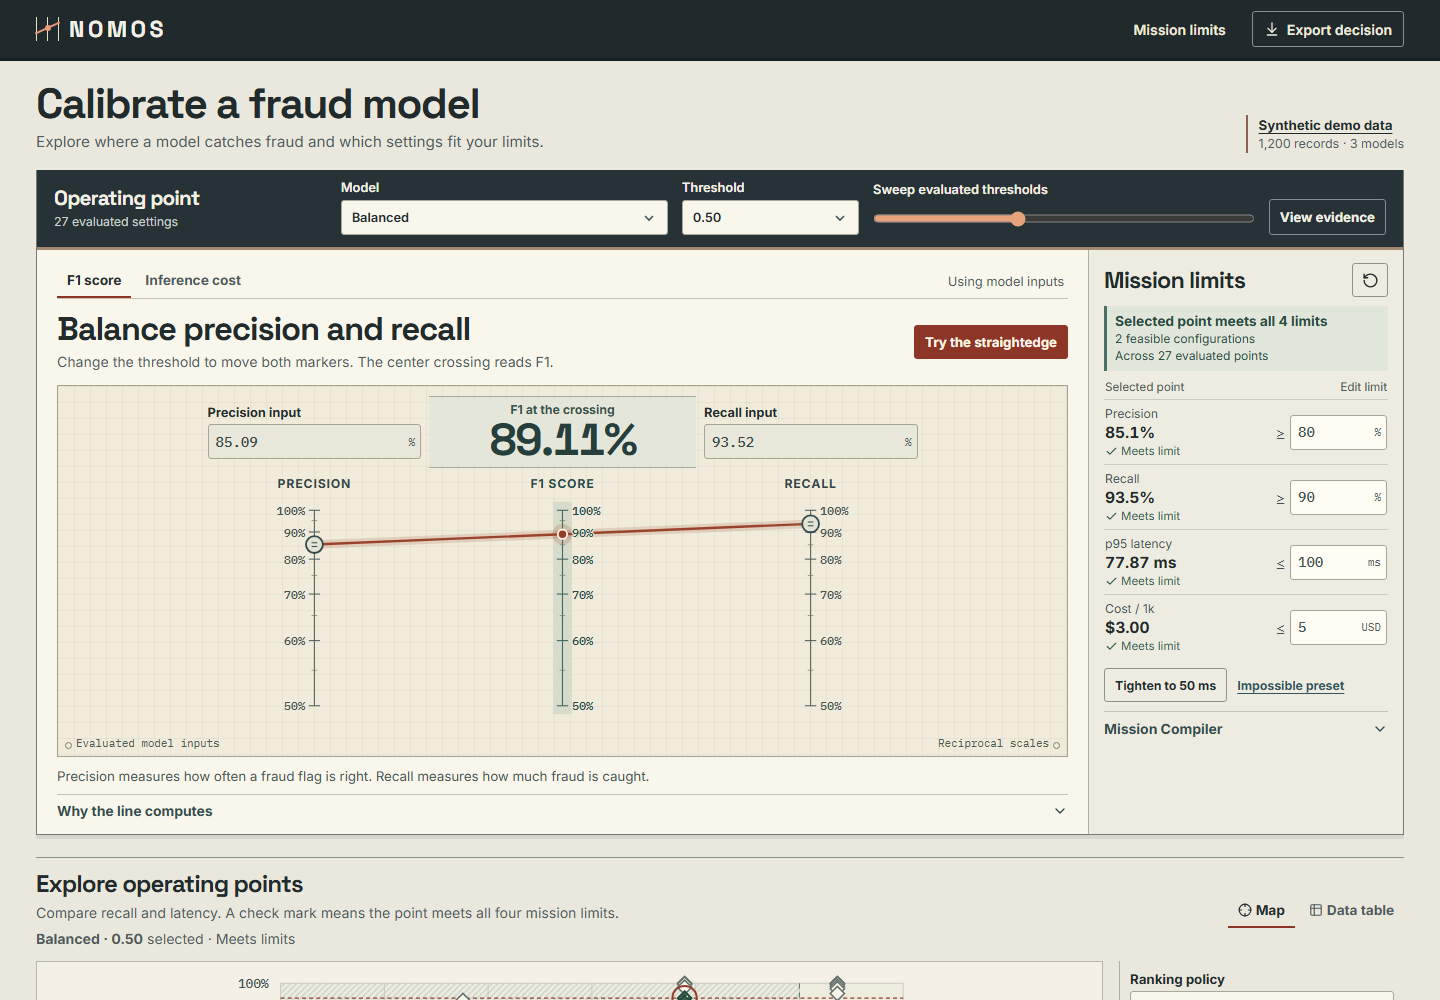 NOMOS
Mission limits
Export decision
Calibrate a fraud model
Explore where a model catches fraud and which settings fit your limits.
Synthetic demo data
1,200 records · 3 models
Operating point
27 evaluated settings
Model
Balanced
Threshold
0.50
Sweep evaluated thresholds
View evidence
F1 score
Inference cost
Using model inputs
Balance precision and recall
Change the threshold to move both markers. The center crossing reads F1.
Try the straightedge
Precision input
85.09 %
F1 at the crossing
89.11%
Recall input
93.52 %
PRECISION
F1 SCORE
RECALL
100% 100% 100%
90% 90% 90%
80% 80% 80%
70% 70% 70%
60% 60% 60%
50% 50% 50%
Evaluated model inputs
Reciprocal scales
Precision measures how often a fraud flag is right. Recall measures how much fraud is caught.
Why the line computes
Mission limits
Selected point meets all 4 limits
2 feasible configurations
Across 27 evaluated points
Selected point
Edit limit
Precision
85.1%
✓ Meets limit
≥ 80 %
Recall
93.5%
✓ Meets limit
≥ 90 %
p95 latency
77.87 ms
✓ Meets limit
≤ 100 ms
Cost / 1k
$3.00
✓ Meets limit
≤ 5 USD
Tighten to 50 ms
Impossible preset
Mission Compiler
Explore operating points
Compare recall and latency. A check mark means the point meets all four mission limits.
Balanced · 0.50 selected · Meets limits
Map
Data table
100%
Ranking policy